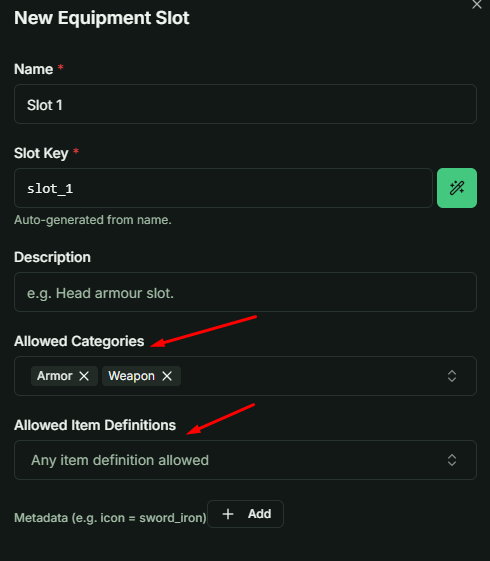 New Equipment Slot
Name *
Slot 1
Slot Key *
slot_1
Auto-generated from name.
Description
e.g. Head armour slot.
Allowed Categories
Armor Weapon
Allowed Item Definitions
Any item definition allowed
Metadata (e.g. icon = sword_iron) + Add